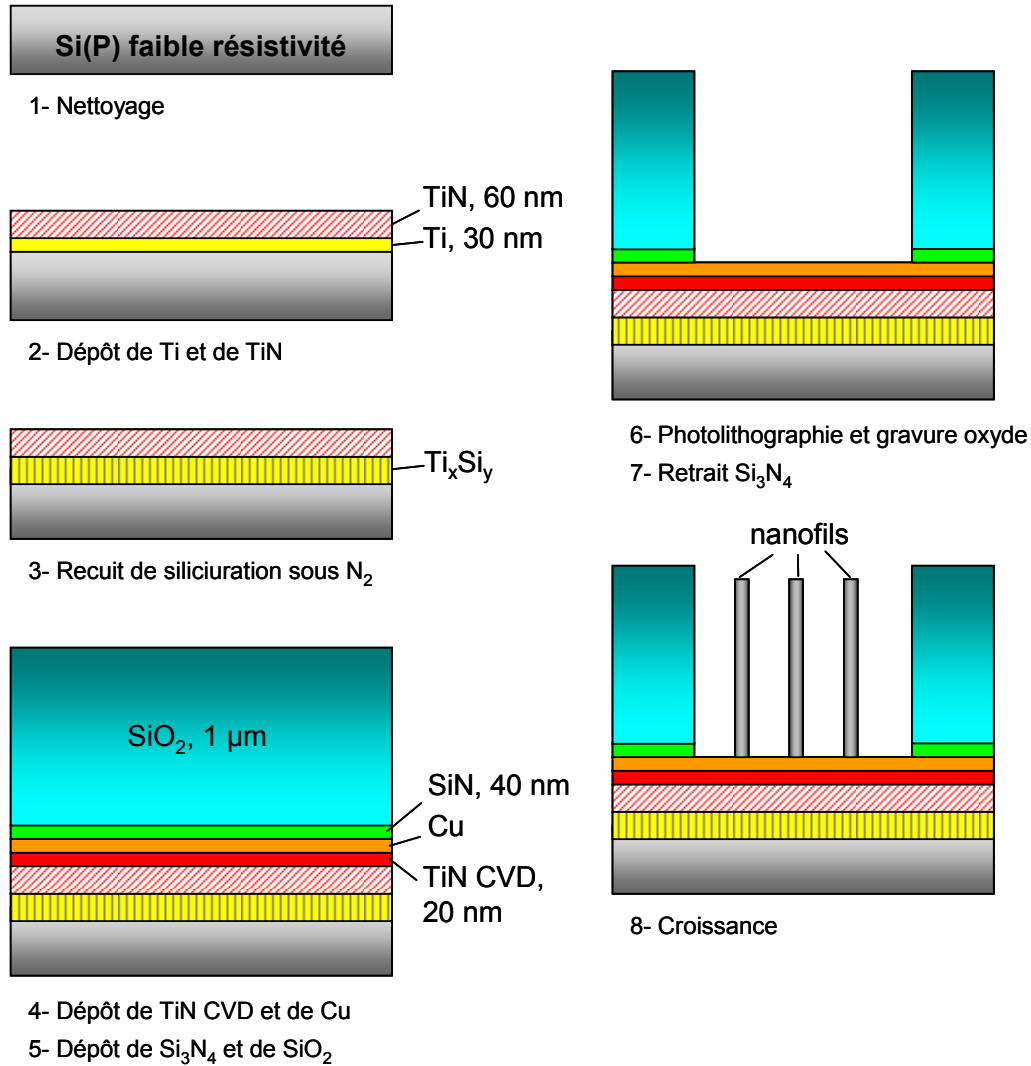 Si(P) faible résistivité
1- Nettoyage
TiN, 60 nm
Ti, 30 nm
2- Dépôt de Ti et de TiN
TixSiy
3- Recuit de siliciuration sous N2
SiO2, 1 µm
SiN, 40 nm
Cu
TiN CVD,
20 nm
4- Dépôt de TiN CVD et de Cu
5- Dépôt de Si3N4 et de SiO2
6- Photolithographie et gravure oxyde
7- Retrait Si3N4
nanofils
8- Croissance